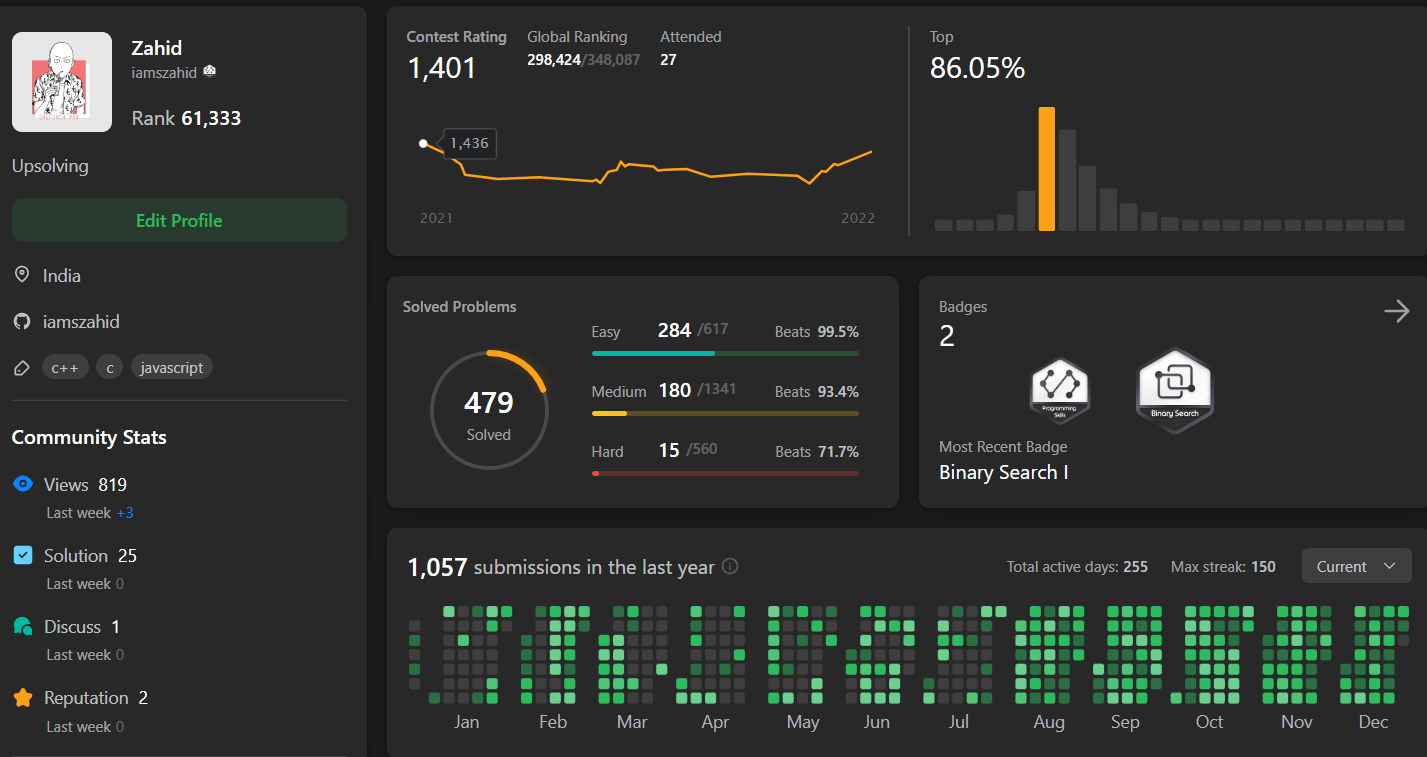 Zahid
iamszahid
Rank 61,333
Upsolving
Edit Profile
India
iamszahid
c++ c javascript
Community Stats
Views 819
Last week +3
Solution 25
Last week 0
Discuss 1
Last week 0
Reputation 2
Last week 0
Contest Rating
1,401
Global Ranking
298,424/348,087
Attended
27
1,436
2021 2022
Top
86.05%
Solved Problems
479
Solved
Easy 284 /617 Beats 99.5%
Medium 180 /1341 Beats 93.4%
Hard 15 /560 Beats 71.7%
Badges
2
Programming
Skills
Binary Search
Most Recent Badge
Binary Search I
1,057 submissions in the last year
Total active days: 255 Max streak: 150 Current
Jan Feb Mar Apr May Jun Jul Aug Sep Oct Nov Dec